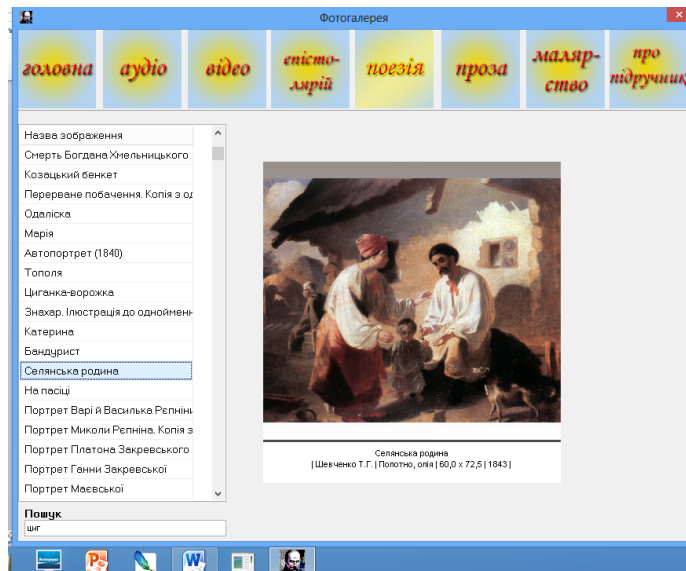 Фотогалерея
головна
аудіо
відео
епісто-
лярій
поезія
проза
маляр-
ство
про
підручник
Назва зображення
Смерть Богдана Хмельницького
Козацький бенкет
Перерване побачення. Копія з од
Одаліска
Марія
Автопортрет (1840)
Тополя
Циганка-ворожка
Знахар. Ілюстрація до одноймен
Катерина
Бандурист
Селянська родина
На пасіці
Портрет Варі й Василька Рєпніни
Портрет Миколи Рєпніна. Копія з
Портрет Платона Закревського
Портрет Ганни Закревської
Портрет Маєвської
Селянська родина
| Шевченко Т.Г. | Полотно, олія | 60,0 x 72,5 | 1843 |
Пошук
циг